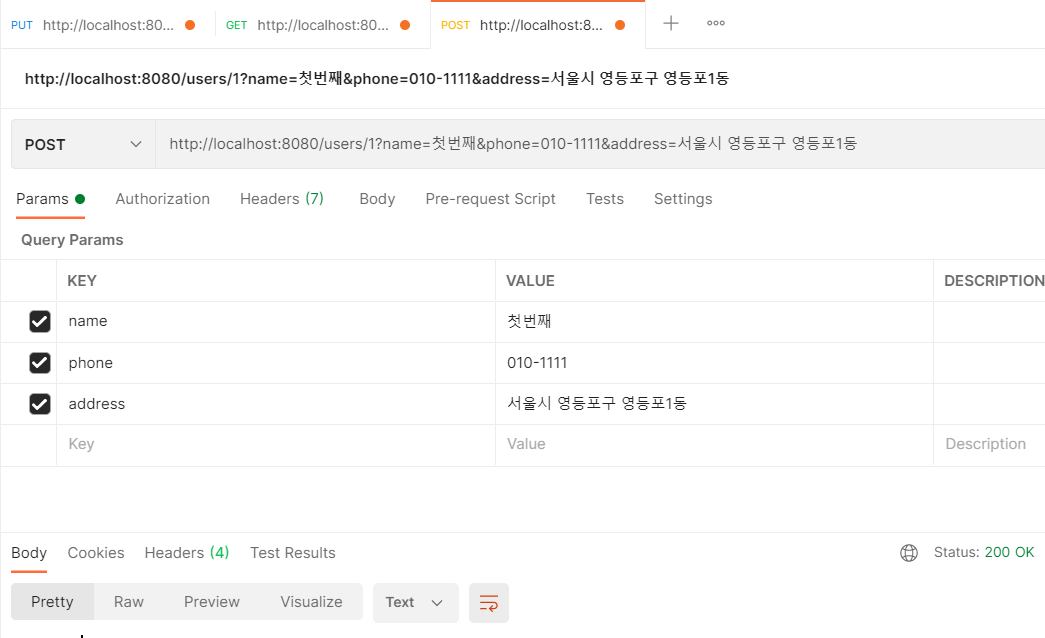 PUT http://localhost:80... GET http://localhost:80... POST http://localhost:8...
http://localhost:8080/users/1?name=첫번째&phone=010-1111&address=서울시 영등포구 영등포1동
POST http://localhost:8080/users/1?name=첫번째&phone=010-1111&address=서울시 영등포구 영등포1동
Params Authorization Headers (7) Body Pre-request Script Tests Settings
Query Params
KEY VALUE DESCRIPTION
name 첫번째
phone 010-1111
address 서울시 영등포구 영등포1동
Key Value Description
Body Cookies Headers (4) Test Results Status: 200 OK
Pretty Raw Preview Visualize Text